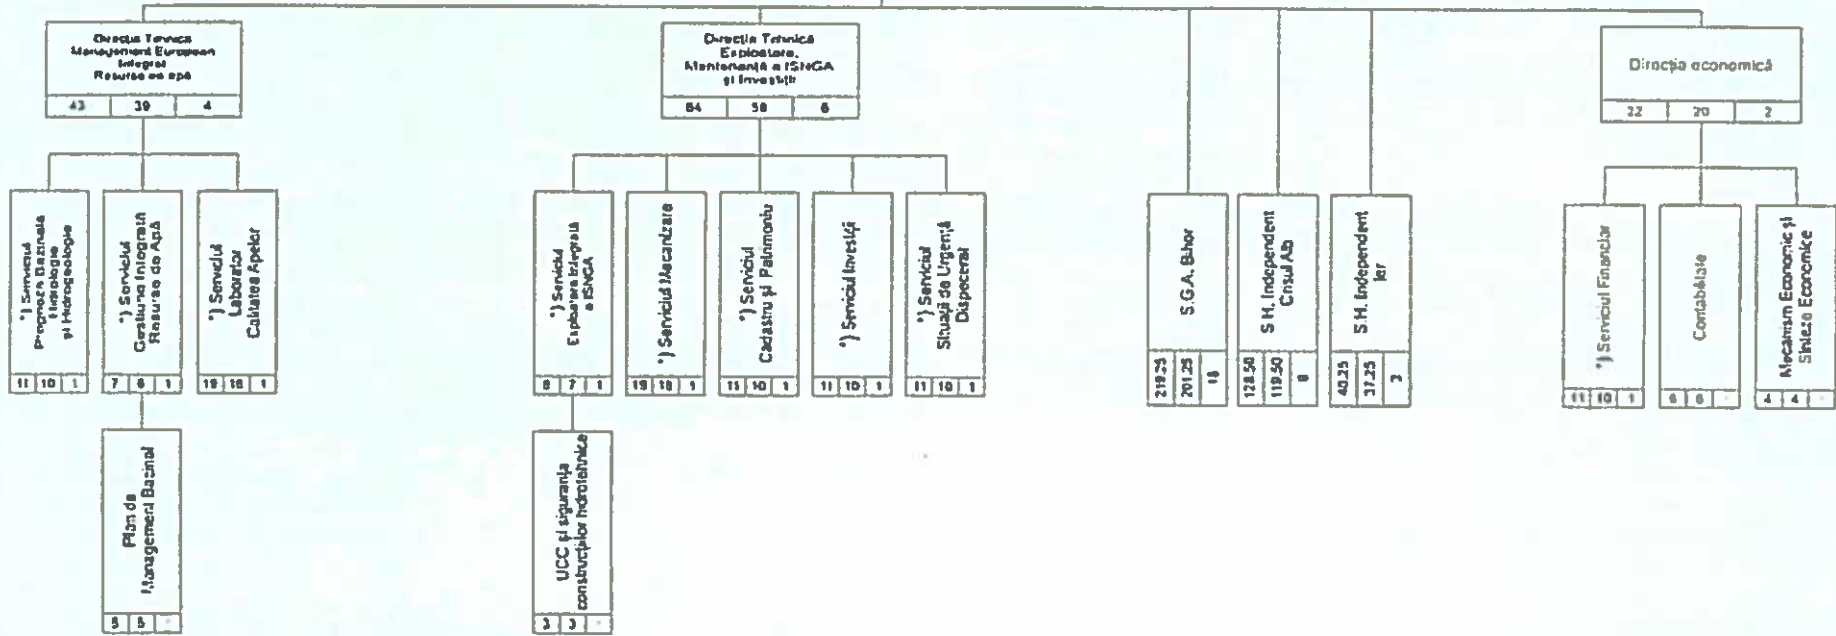 Direcția Tehnică
Management European
Integrat
Resurse de apă
43 39 4
Direcția Tehnică
Exploatare,
Mentenanță a ISNGA
și Investiții
64 58 6
Direcția economică
22 20 2
*) Serviciul
Prognoză Bazinală
Hidrologie
și Hidrogeologie
11 10 1
*) Serviciul
Gestiune Integrată
Resurse de Apă
7 6 1
*) Serviciul
Laborator
Calitatea Apelor
19 18 1
*) Serviciul
Exploatare Integrată
a ISNGA
8 7 1
*) Serviciul Mecanizare
19 18 1
*) Serviciul
Cadastru și Patrimoniu
11 10 1
*) Serviciul Investiții
11 10 1
*) Serviciul
Situații de Urgență
Dispecerat
11 10 1
S.G.A. Bihor
219.25
201.25
18
S.H. Independent
Crisul Alb
128.50
119.50
9
S.H. Independent
Ier
40.25
37.25
3
*) Serviciul Financiar
11 10 1
Contabilitate
6 6 -
Mecanism Economic și
Sinteze Economice
4 4 -
Plan de
Management Bazinal
5 5 -
UCC și siguranța
construcțiilor hidrotehnice
3 3 -